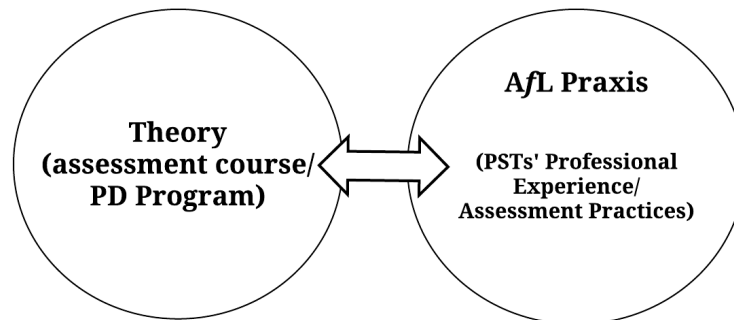 Theory
(assessment course/
PD Program)
AfL Praxis
(PSTs' Professional
Experience/
Assessment Practices)